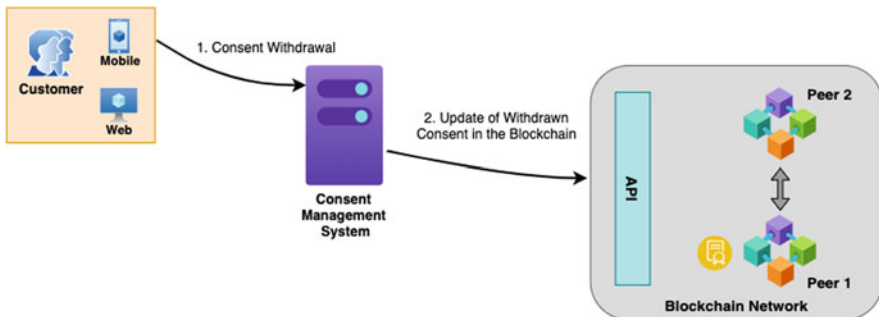 Customer
Mobile
Web
1. Consent Withdrawal
Consent
Management
System
2. Update of Withdrawn
Consent in the Blockchain
API
Peer 2
Peer 1
Blockchain Network